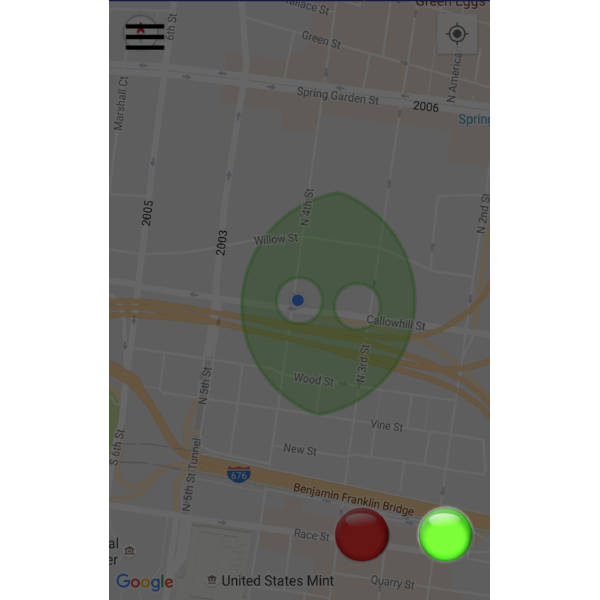 Wallace St
Green Eggs
6th St
Green St
N America
Marshall Ct
Spring Garden St
2006
Spring
2005
2003
N 4th St
N 2nd St
Willow St
Callowhill St
N 3rd St
Wood St
N 5th St
Vine St
S 6th St
N 5th St Tunnel
New St
676
Benjamin Franklin Bridge
Race St
Google
United States Mint
Quarry St